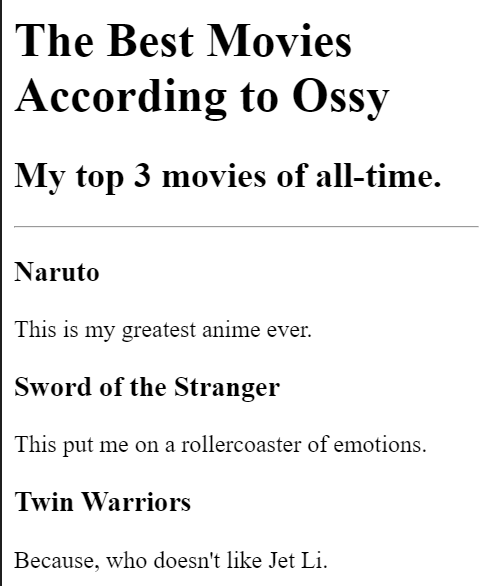 The Best Movies
According to Ossy
My top 3 movies of all-time.
Naruto
This is my greatest anime ever.
Sword of the Stranger
This put me on a rollercoaster of emotions.
Twin Warriors
Because, who doesn't like Jet Li.